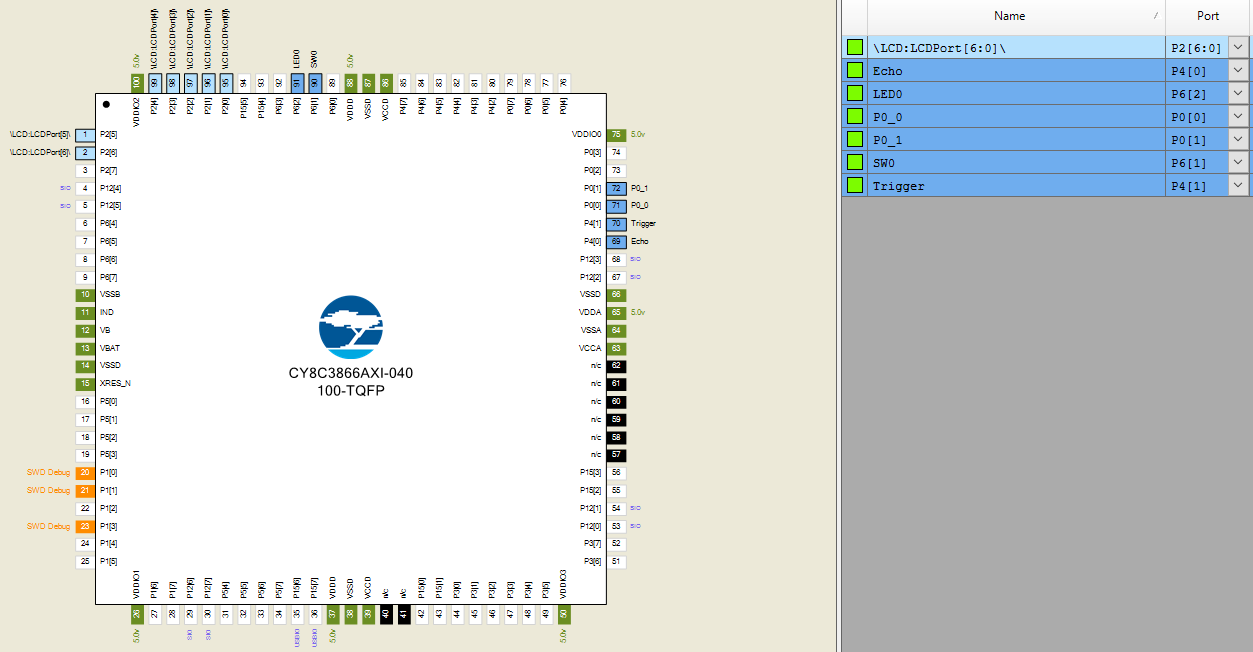 \LCD:LCDPort[4]\
\LCD:LCDPort[3]\
\LCD:LCDPort[2]\
\LCD:LCDPort[1]\
\LCD:LCDPort[0]\
LED0
SW0
5.0v
5.0v
100 99 98 97 96 95 94 93 92 91 90 89 88 87 86 85 84 83 82 81 80 79 78 77 76
VDDIO2 P2[4] P2[3] P2[2] P2[1] P2[0] P15[5] P15[4] P6[3] P6[2] P6[1] P6[0] VDDD VSSD VCCD P4[7] P4[6] P4[5] P4[4] P4[3] P4[2] P0[7] P0[6] P0[5] P0[4]
\LCD:LCDPort[5]\ 1 P2[5]
\LCD:LCDPort[6]\ 2 P2[6]
3 P2[7]
SIO 4 P12[4]
SIO 5 P12[5]
6 P6[4]
7 P6[5]
8 P6[6]
9 P6[7]
10 VSSB
11 IND
12 VB
13 VBAT
14 VSSD
15 XRES_N
16 P5[0]
17 P5[1]
18 P5[2]
19 P5[3]
SWD Debug 20 P1[0]
SWD Debug 21 P1[1]
22 P1[2]
SWD Debug 23 P1[3]
24 P1[4]
25 P1[5]
CY8C3866AXI-040
100-TQFP
VDDIO0 75 5.0v
P0[3] 74
P0[2] 73
P0[1] 72 P0_1
P0[0] 71 P0_0
P4[1] 70 Trigger
P4[0] 69 Echo
P12[3] 68 SIO
P12[2] 67 SIO
VSSD 66
VDDA 65 5.0v
VSSA 64
VCCA 63
n/c 62
n/c 61
n/c 60
n/c 59
n/c 58
n/c 57
P15[3] 56
P15[2] 55
P12[1] 54 SIO
P12[0] 53 SIO
P3[7] 52
P3[6] 51
VDDIO1 P1[6] P1[7] P12[6] P12[7] P5[4] P5[5] P5[6] P5[7] P15[6] P15[7] VDDD VSSD VCCD n/c n/c P15[0] P15[1] P3[0] P3[1] P3[2] P3[3] P3[4] P3[5] VDDIO3
26 27 28 29 30 31 32 33 34 35 36 37 38 39 40 41 42 43 44 45 46 47 48 49 50
5.0v SIO SIO USBIO USBIO 5.0v 5.0v
Name / Port
\LCD:LCDPort[6:0]\ P2[6:0]
Echo P4[0]
LED0 P6[2]
P0_0 P0[0]
P0_1 P0[1]
SW0 P6[1]
Trigger P4[1]